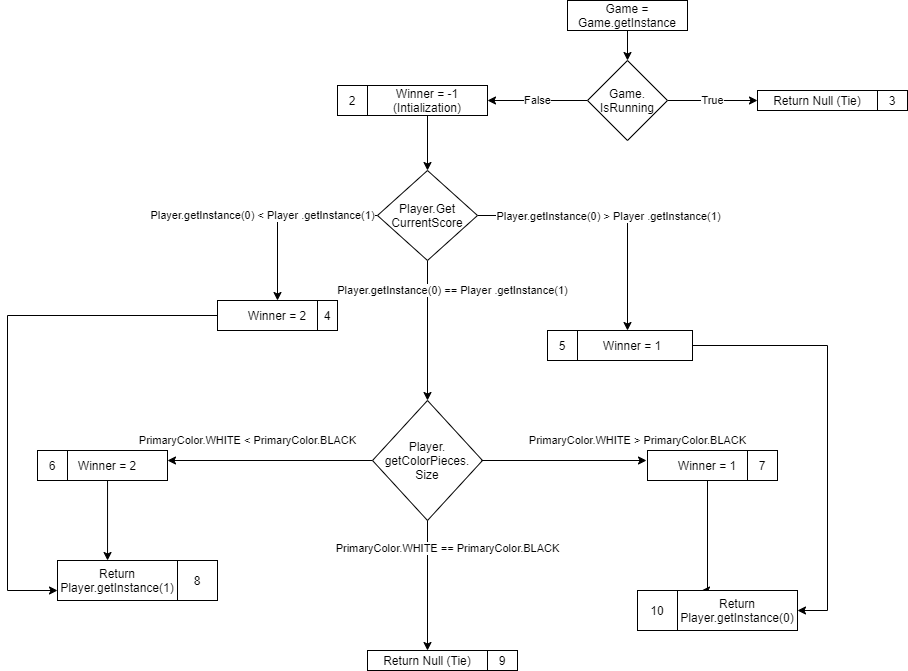 Game =
Game.getInstance
2
Winner = -1
(Intialization)
False
Game.
IsRunning
True
Return Null (Tie)
3
Player.getInstance(0) < Player .getInstance(1)
Player.Get
CurrentScore
Player.getInstance(0) > Player .getInstance(1)
Player.getInstance(0) == Player .getInstance(1)
Winner = 2
4
5
Winner = 1
PrimaryColor.WHITE < PrimaryColor.BLACK
Player.
getColorPieces.
Size
PrimaryColor.WHITE > PrimaryColor.BLACK
6
Winner = 2
Winner = 1
7
PrimaryColor.WHITE == PrimaryColor.BLACK
Return
Player.getInstance(1)
8
10
Return
Player.getInstance(0)
Return Null (Tie)
9